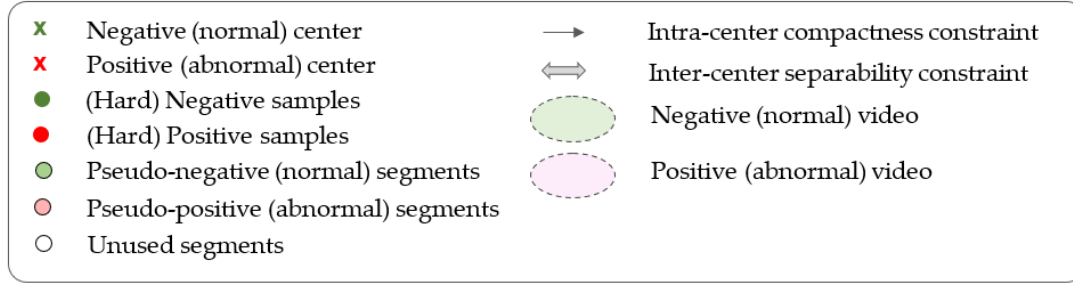 x Negative (normal) center
x Positive (abnormal) center
(Hard) Negative samples
(Hard) Positive samples
Pseudo-negative (normal) segments
Pseudo-positive (abnormal) segments
Unused segments
Intra-center compactness constraint
Inter-center separability constraint
Negative (normal) video
Positive (abnormal) video